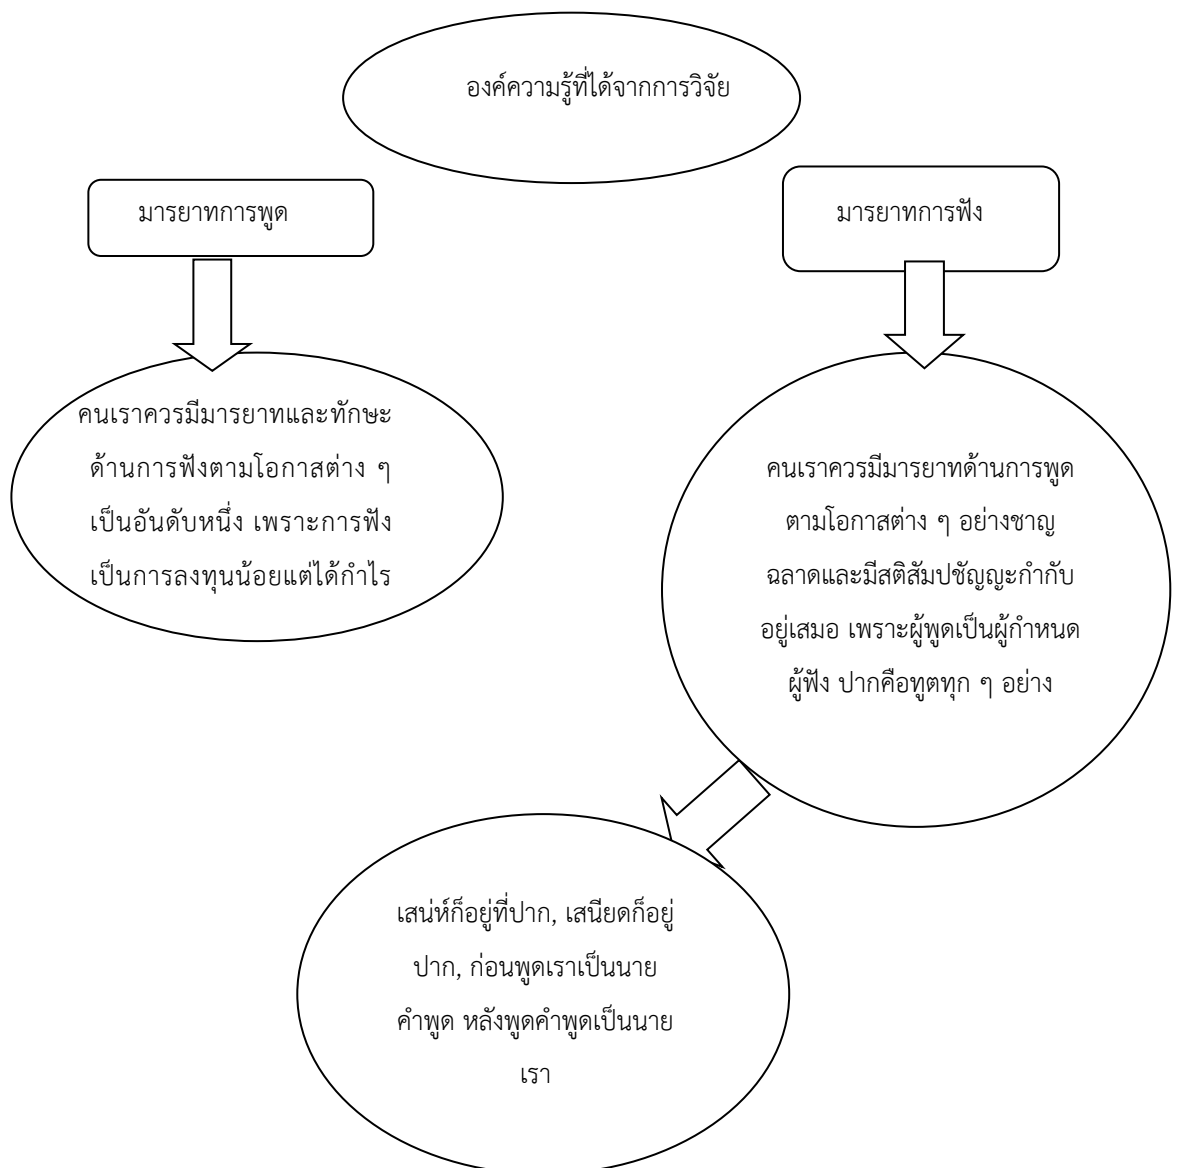 องค์ความรู้ที่ได้จากการวิจัย
มารยาทการพูด
มารยาทการฟัง
คนเราควรมีมารยาทและทักษะ
ด้านการฟังตามโอกาสต่าง ๆ
เป็นอันดับหนึ่ง เพราะการฟัง
เป็นการลงทุนน้อยแต่ได้กำไร
คนเราควรมีมารยาทด้านการพูด
ตามโอกาสต่าง ๆ อย่างชาญ
ฉลาดและมีสติสัมปชัญญะกำกับ
อยู่เสมอ เพราะผู้พูดเป็นผู้กำหนด
ผู้ฟัง ปากคือทูตทุก ๆ อย่าง
เสน่ห์ก็อยู่ที่ปาก, เสนียดก็อยู่
ปาก, ก่อนพูดเราเป็นนาย
คำพูด หลังพูดคำพูดเป็นนาย
เรา